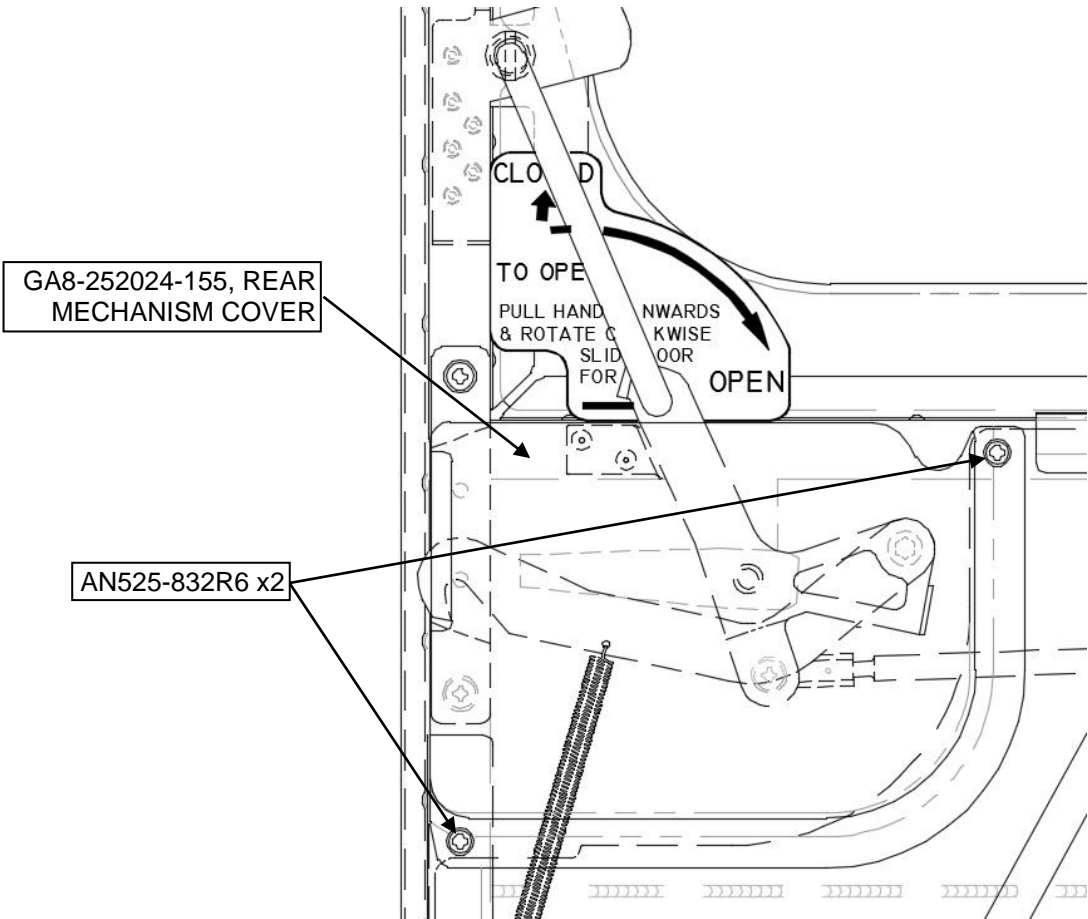 CLO D
TO OPE
PULL HAND NWARDS
& ROTATE C KWISE
SLID OOR
FOR
OPEN
GA8-252024-155, REAR
MECHANISM COVER
AN525-832R6 x2